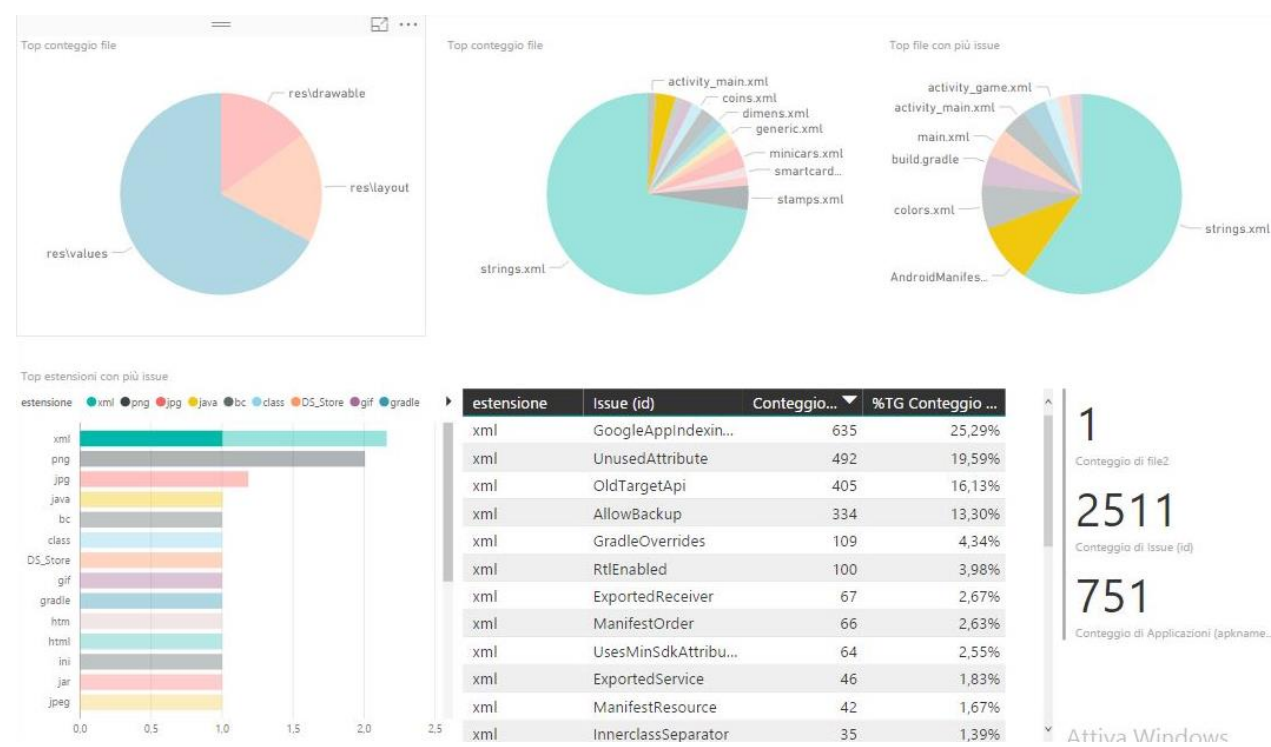 Top conteggio file
res\drawable
res\layout
res\values
Top conteggio file
activity_main.xml
coins.xml
dimens.xml
generic.xml
minicars.xml
smartcard...
stamps.xml
strings.xml
Top file con più issue
activity_game.xml
activity_main.xml
main.xml
build.gradle
colors.xml
AndroidManifes...
strings.xml
Top estensioni con più issue
estensione xml png jpg java bc class DS_Store gif gradle
xml
png
jpg
java
bc
class
DS_Store
gif
gradle
htm
html
ini
jar
jpeg
0,0 0,5 1,0 1,5 2,0 2,5
estensione Issue (id) Conteggio... %TG Conteggio ...
xml GoogleAppIndexin... 635 25,29%
xml UnusedAttribute 492 19,59%
xml OldTargetApi 405 16,13%
xml AllowBackup 334 13,30%
xml GradleOverrides 109 4,34%
xml RtlEnabled 100 3,98%
xml ExportedReceiver 67 2,67%
xml ManifestOrder 66 2,63%
xml UsesMinSdkAttribu... 64 2,55%
xml ExportedService 46 1,83%
xml ManifestResource 42 1,67%
xml InnerclassSeparator 35 1,39%
1
Conteggio di file2
2511
Conteggio di Issue (id)
751
Conteggio di Applicazioni (apkname...
Attiva Windows